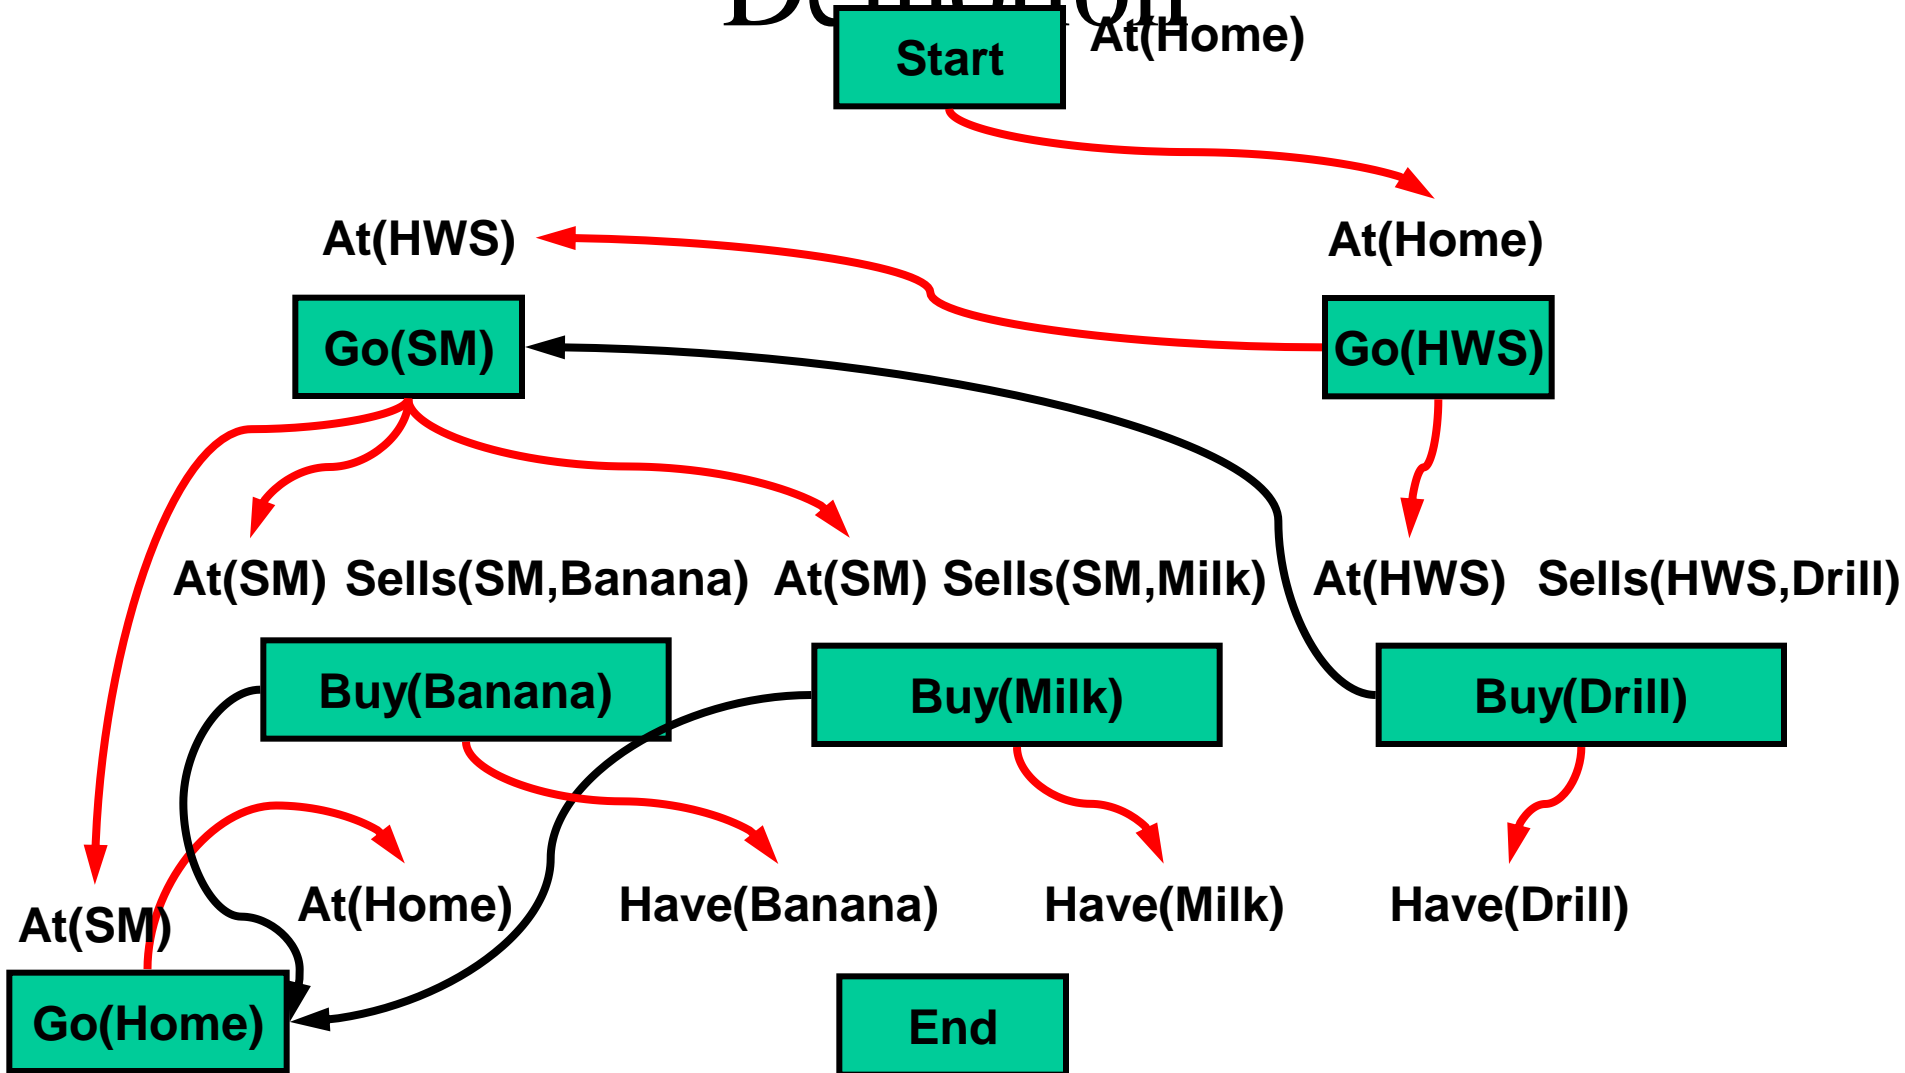 Start
At(Home)
At(HWS)
At(Home)
Go(SM)
Go(HWS)
At(SM) Sells(SM,Banana) At(SM) Sells(SM,Milk) At(HWS) Sells(HWS,Drill)
Buy(Banana)
Buy(Milk)
Buy(Drill)
At(SM)
At(Home)
Have(Banana)
Have(Milk)
Have(Drill)
Go(Home)
End